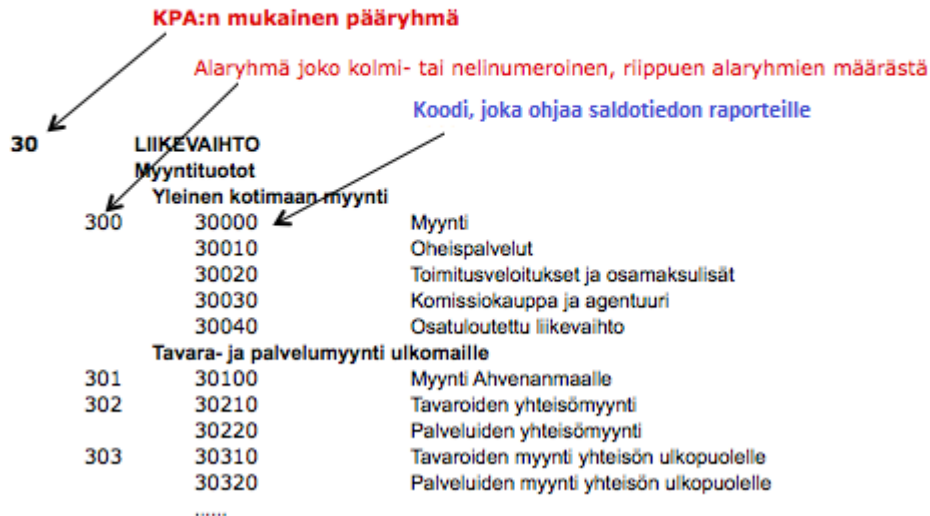 KPA:n mukainen pääryhmä
Alaryhmä joko kolmi- tai nelinumeroinen, riippuen alaryhmien määrästä
Koodi, joka ohjaa saldotiedon raporteille
30 LIIKEVAIHTO
Myyntituotot
Yleinen kotimaan myynti
300 30000 Myynti
30010 Oheispalvelut
30020 Toimitusveloitukset ja osamaksulisät
30030 Komissiokauppa ja agentuuri
30040 Osatuloutettu liikevaihto
Tavara- ja palvelumyynti ulkomaille
301 30100 Myynti Ahvenanmaalle
302 30210 Tavaroiden yhteisömyynti
30220 Palveluiden yhteisömyynti
303 30310 Tavaroiden myynti yhteisön ulkopuolelle
30320 Palveluiden myynti yhteisön ulkopuolelle
......